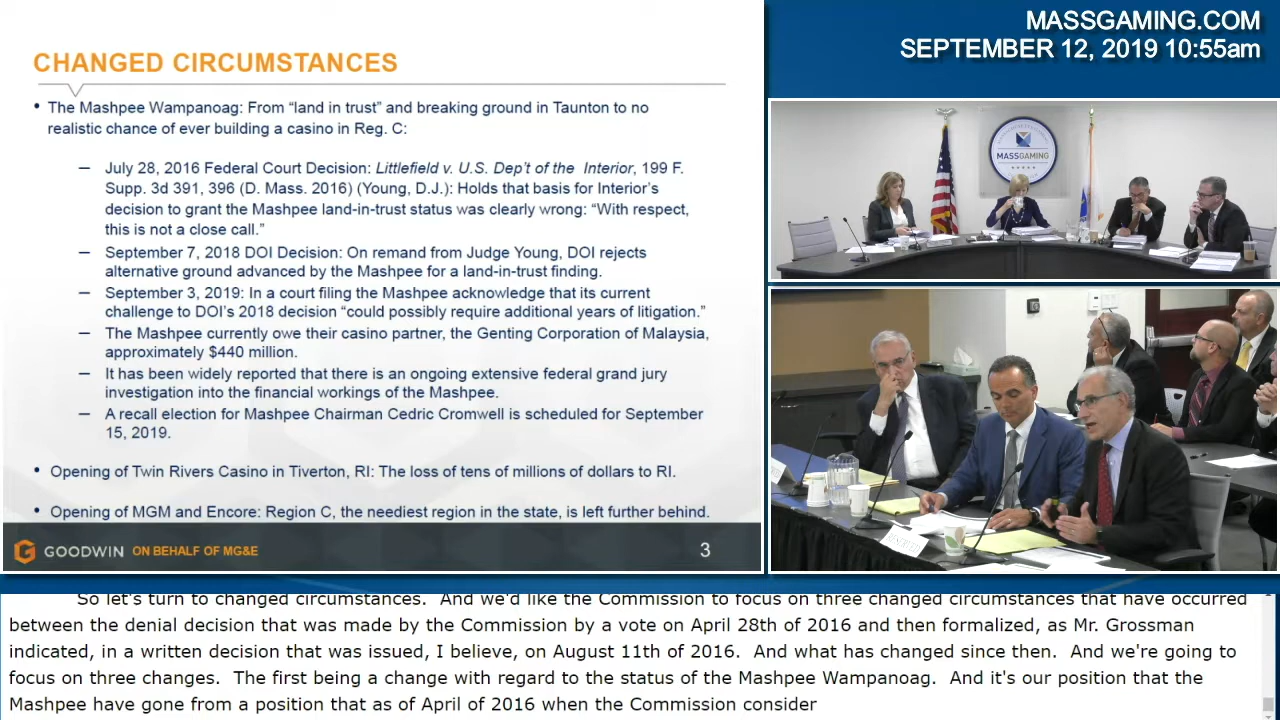 MASSGAMING.COM
SEPTEMBER 12, 2019 10:55am
CHANGED CIRCUMSTANCES
• The Mashpee Wampanoag: From “land in trust” and breaking ground in Taunton to no
realistic chance of ever building a casino in Reg. C:
– July 28, 2016 Federal Court Decision: Littlefield v. U.S. Dep’t of the Interior, 199 F.
Supp. 3d 391, 396 (D. Mass. 2016) (Young, D.J.): Holds that basis for Interior’s
decision to grant the Mashpee land-in-trust status was clearly wrong: “With respect,
this is not a close call.”
– September 7, 2018 DOI Decision: On remand from Judge Young, DOI rejects
alternative ground advanced by the Mashpee for a land-in-trust finding.
– September 3, 2019: In a court filing the Mashpee acknowledge that its current
challenge to DOI’s 2018 decision “could possibly require additional years of litigation.”
– The Mashpee currently owe their casino partner, the Genting Corporation of Malaysia,
approximately $440 million.
– It has been widely reported that there is an ongoing extensive federal grand jury
investigation into the financial workings of the Mashpee.
– A recall election for Mashpee Chairman Cedric Cromwell is scheduled for September
15, 2019.
• Opening of Twin Rivers Casino in Tiverton, RI: The loss of tens of millions of dollars to RI.
• Opening of MGM and Encore: Region C, the neediest region in the state, is left further behind.
GOODWIN ON BEHALF OF MG&E
3
MASSGAMING
RESERVED
So let's turn to changed circumstances. And we'd like the Commission to focus on three changed circumstances that have occurred
between the denial decision that was made by the Commission by a vote on April 28th of 2016 and then formalized, as Mr. Grossman
indicated, in a written decision that was issued, I believe, on August 11th of 2016. And what has changed since then. And we're going to
focus on three changes. The first being a change with regard to the status of the Mashpee Wampanoag. And it's our position that the
Mashpee have gone from a position that as of April of 2016 when the Commission consider